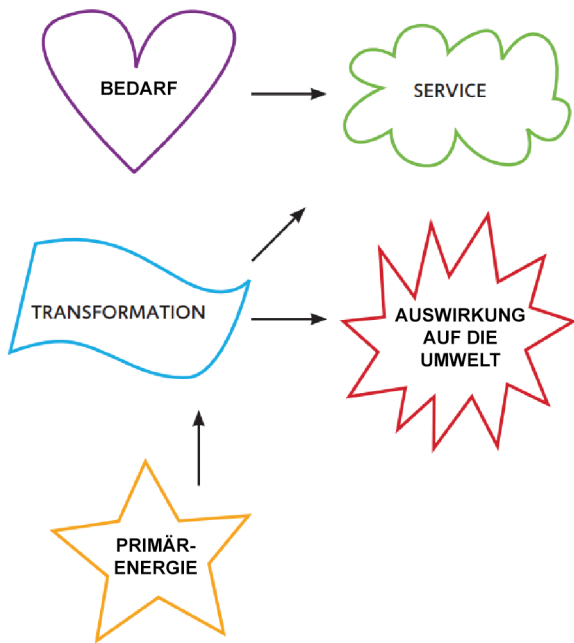 BEDARF
SERVICE
TRANSFORMATION
AUSWIRKUNG
AUF DIE
UMWELT
PRIMÄR-
ENERGIE